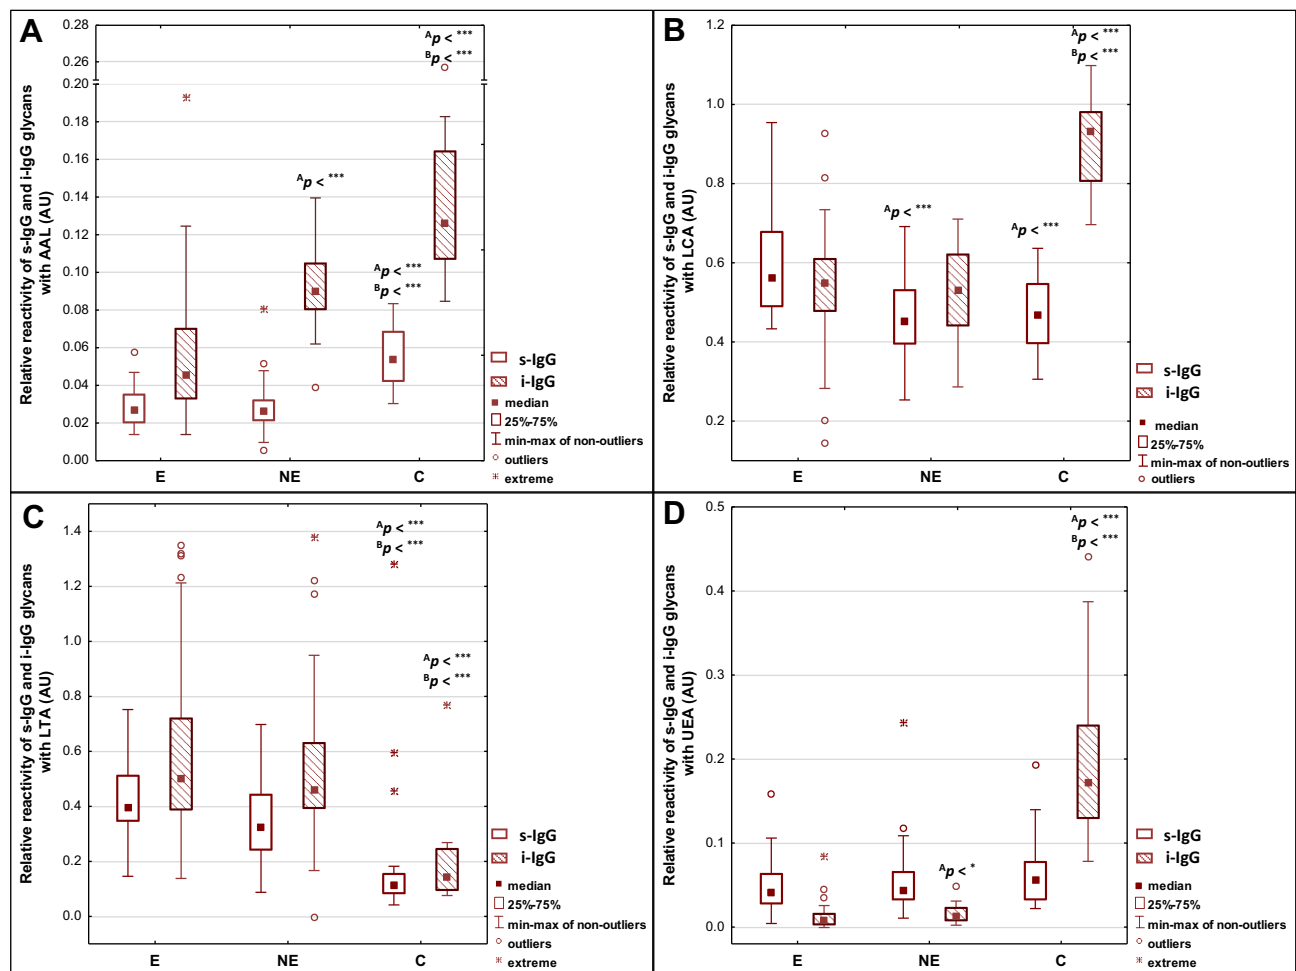 A
Relative reactivity of s-IgG and i-IgG glycans
with AAL (AU)
0.28
0.26
0.20
0.18
0.16
0.14
0.12
0.10
0.08
0.06
0.04
0.02
0.00
ᴬp < ***
ᴬp < ***
ᴮp < ***
ᴬp < ***
ᴮp < ***
E NE C
s-IgG
i-IgG
median
25%-75%
min-max of non-outliers
outliers
extreme
B
Relative reactivity of s-IgG and i-IgG glycans
with LCA (AU)
1.2
1.0
0.8
0.6
0.4
0.2
ᴬp < ***
ᴬp < ***
ᴬp < ***
ᴮp < ***
E NE C
s-IgG
i-IgG
median
25%-75%
min-max of non-outliers
outliers
C
Relative reactivity of s-IgG and i-IgG glycans
with LTA (AU)
1.4
1.2
1.0
0.8
0.6
0.4
0.2
0.0
ᴬp < ***
ᴮp < ***
ᴬp < ***
ᴮp < ***
E NE C
s-IgG
i-IgG
median
25%-75%
min-max of non-outliers
outliers
extreme
D
Relative reactivity of s-IgG and i-IgG glycans
with UEA (AU)
0.5
0.4
0.3
0.2
0.1
0.0
ᴬp < *
ᴬp < ***
ᴮp < ***
E NE C
s-IgG
i-IgG
median
25%-75%
min-max of non-outliers
outliers
extreme